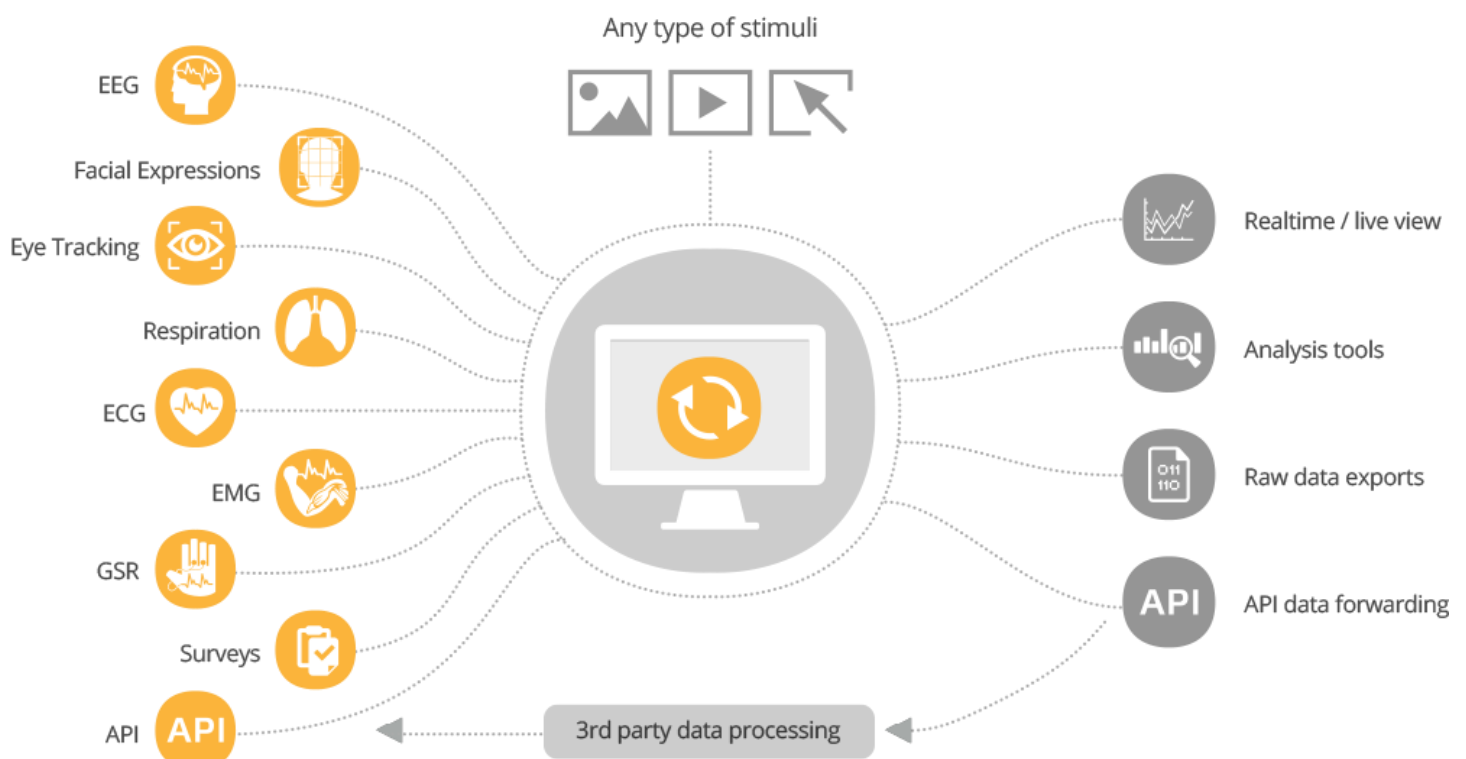 Any type of stimuli
EEG
Facial Expressions
Eye Tracking
Respiration
ECG
EMG
GSR
Surveys
API
API
Realtime / live view
Analysis tools
011
110
Raw data exports
API
API data forwarding
3rd party data processing